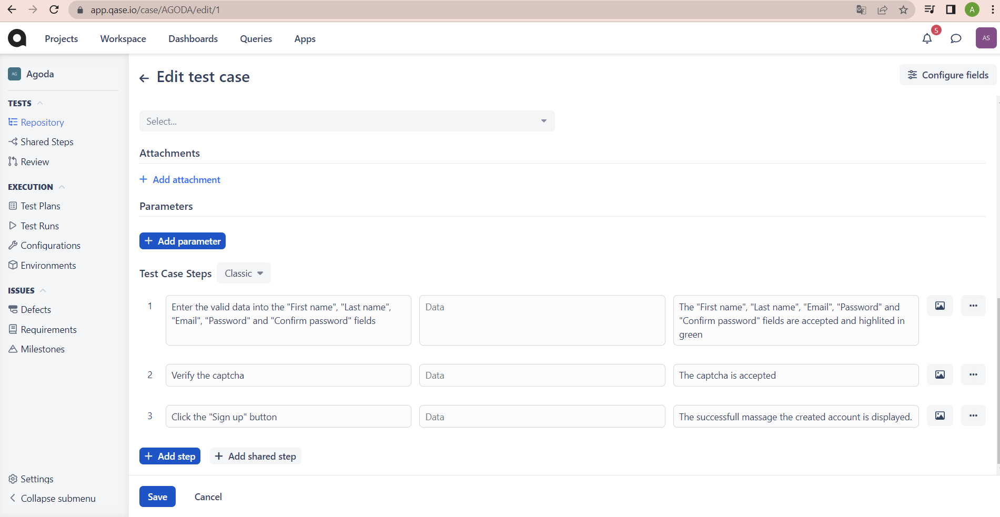 app.qase.io/case/AGODA/edit/1
A
Projects Workspace Dashboards Queries Apps
5
AS
AG Agoda
TESTS
Repository
Shared Steps
Review
EXECUTION
Test Plans
Test Runs
Configurations
Environments
ISSUES
Defects
Requirements
Milestones
Settings
Collapse submenu
Edit test case
Configure fields
Select...
Attachments
+ Add attachment
Parameters
+ Add parameter
Test Case Steps Classic
1
Enter the valid data into the "First name", "Last name",
"Email", "Password" and "Confirm password" fields
Data
The "First name", "Last name", "Email", "Password" and
"Confirm password" fields are accepted and highlited in
green
2
Verify the captcha
Data
The captcha is accepted
3
Click the "Sign up" button
Data
The successfull massage the created account is displayed.
+ Add step + Add shared step
Save Cancel